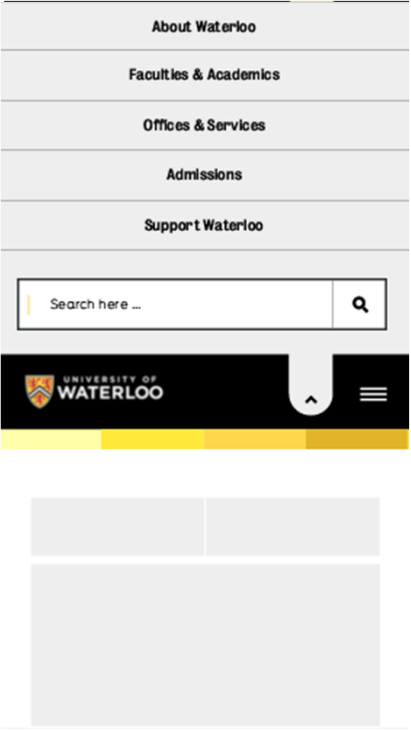 About Waterloo
Faculties & Academics
Offices & Services
Admissions
Support Waterloo
Search here ...
UNIVERSITY OF
WATERLOO